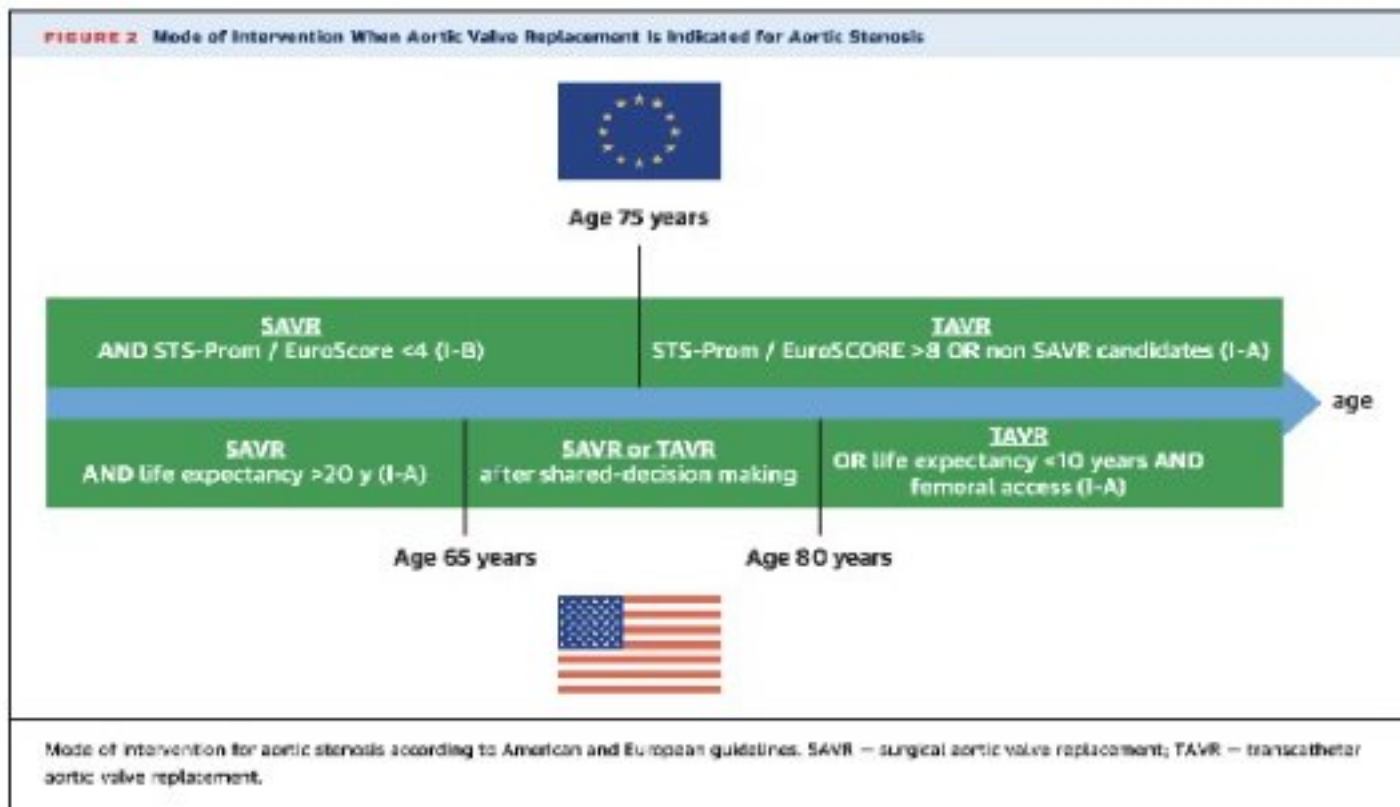 FIGURE 2 Mode of Intervention When Aortic Valve Replacement Is Indicated for Aortic Stenosis
Age 75 years
SAVR
AND STS-Prom / EuroScore <4 (I-B)
TAVR
STS-Prom / EuroSCORE >8 OR non SAVR candidates (I-A)
age
SAVR
AND life expectancy >20 y (I-A)
SAVR or TAVR
after shared-decision making
TAVR
OR life expectancy <10 years AND
femoral access (I-A)
Age 65 years
Age 80 years
Mode of intervention for aortic stenosis according to American and European guidelines. SAVR = surgical aortic valve replacement; TAVR = transcatheter
aortic valve replacement.